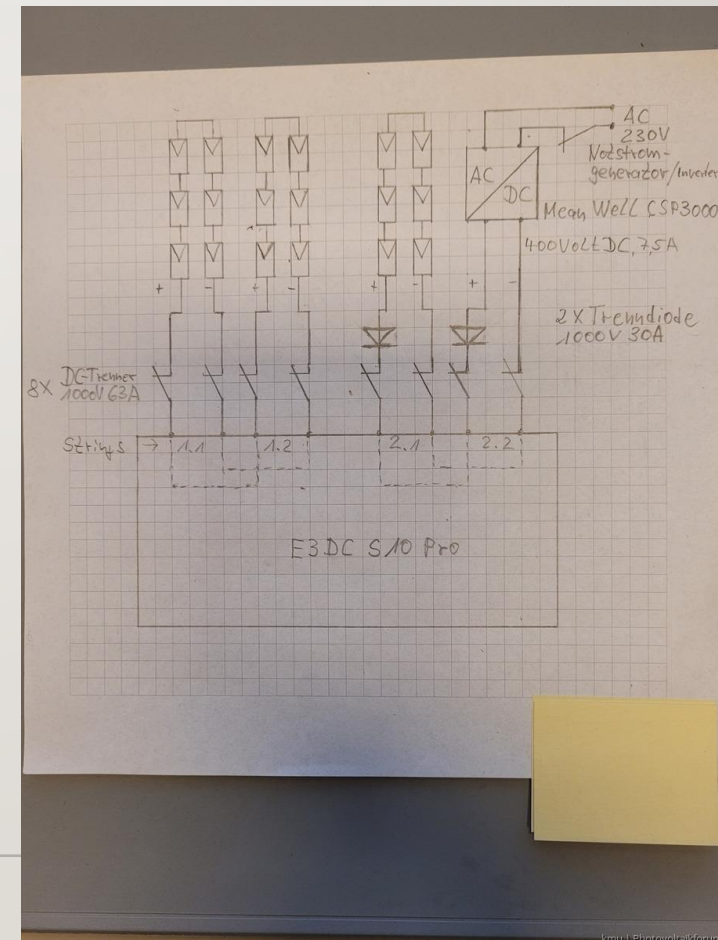 AC
230V
Notstrom-
generator/Inverter
AC
DC
Mean Well CSP3000
400Volt DC, 7,5A
+ - + - + - + -
2 x Trenndiode
1000V 30A
8x DC-Trenner
1000V 63A
Strings → 1.1 1.2 2.1 2.2
E3DC S10 Pro